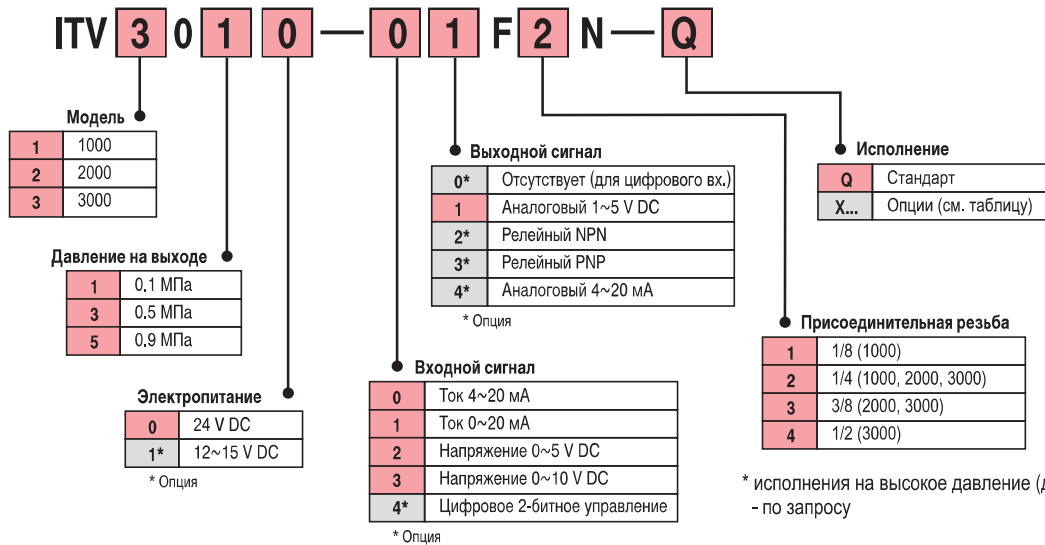 ITV 3 0 1 0 — 0 1 F 2 N — Q
Модель
1 1000
2 2000
3 3000
Давление на выходе
1 0,1 МПа
3 0,5 МПа
5 0,9 МПа
Электропитание
0 24 V DC
1* 12~15 V DC
* Опция
Выходной сигнал
0* Отсутствует (для цифрового вх.)
1 Аналоговый 1~5 V DC
2* Релейный NPN
3* Релейный PNP
4* Аналоговый 4~20 мА
* Опция
Входной сигнал
0 Ток 4~20 мА
1 Ток 0~20 мА
2 Напряжение 0~5 V DC
3 Напряжение 0~10 V DC
4* Цифровое 2-битное управление
* Опция
Исполнение
Q Стандарт
X... Опции (см. таблицу)
Присоединительная резьба
1 1/8 (1000)
2 1/4 (1000, 2000, 3000)
3 3/8 (2000, 3000)
4 1/2 (3000)
* исполнения на высокое давление (
- по запросу